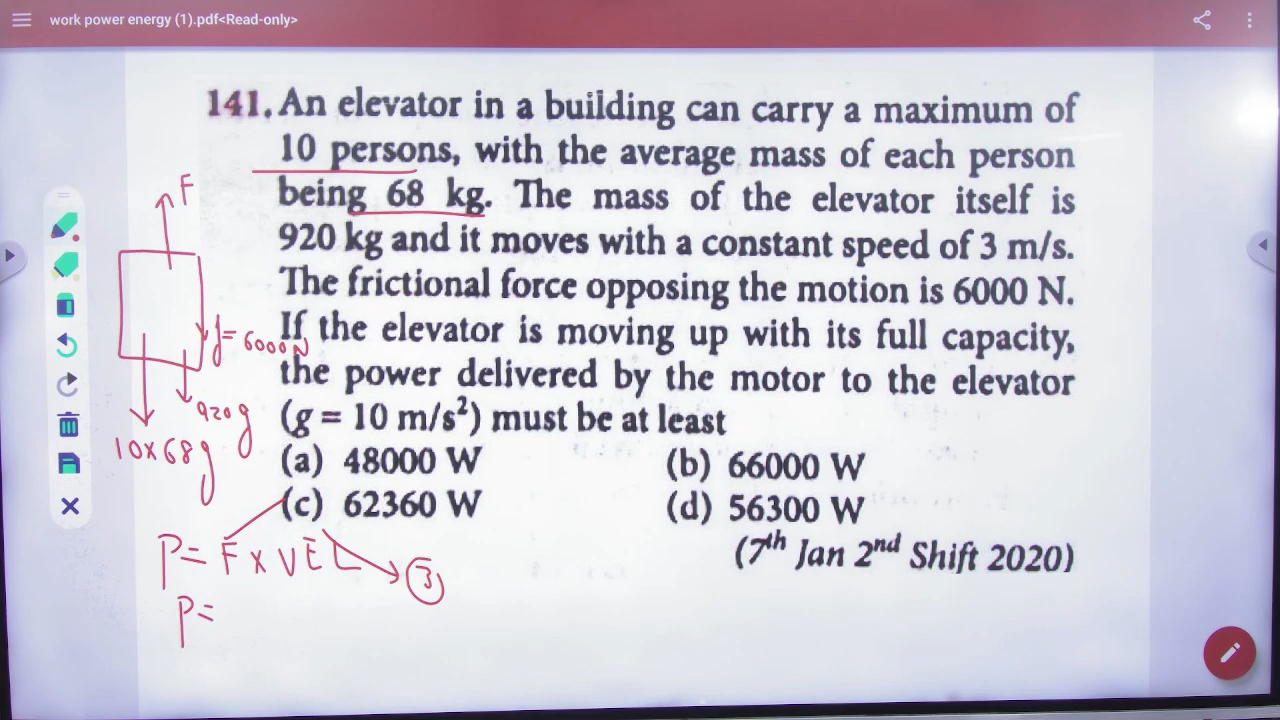 work power energy (1).pdf<Read-only>
141. An elevator in a building can carry a maximum of
10 persons, with the average mass of each person
being 68 kg. The mass of the elevator itself is
920 kg and it moves with a constant speed of 3 m/s.
The frictional force opposing the motion is 6000 N.
If the elevator is moving up with its full capacity,
the power delivered by the motor to the elevator
(g = 10 m/s²) must be at least
(a) 48000 W
(b) 66000 W
(c) 62360 W
(d) 56300 W
(7th Jan 2nd Shift 2020)
F
f= 6000N
920g
10×68g
P= F × VEL 3
P=